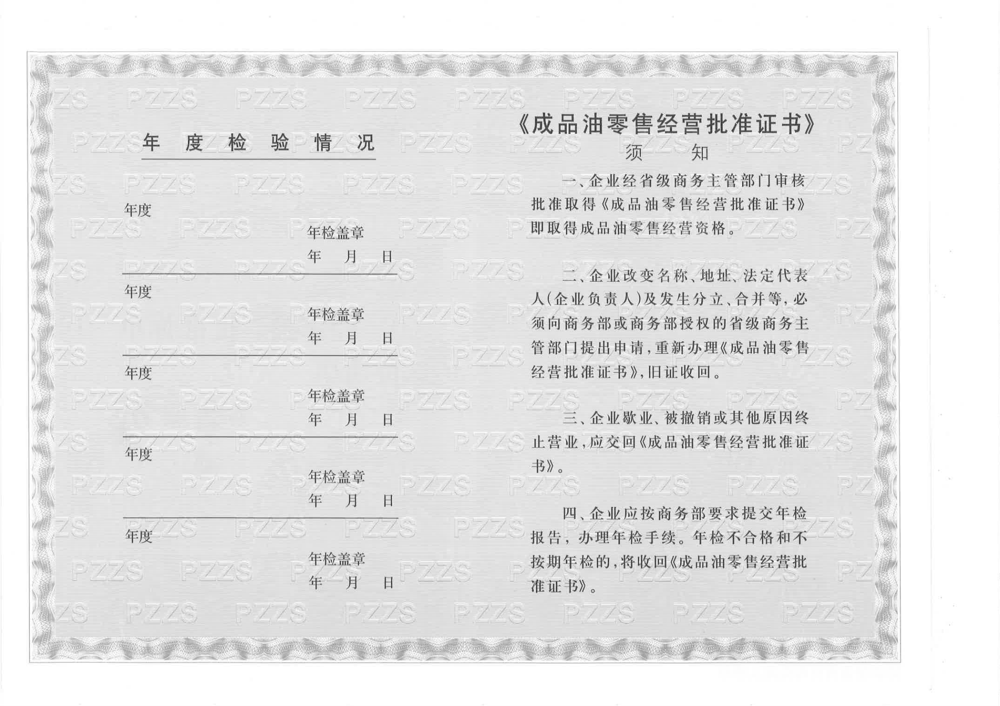 年度检验情况
年度
年检盖章
年 月 日
年度
年检盖章
年 月 日
年度
年检盖章
年 月 日
年度
年检盖章
年 月 日
年度
年检盖章
年 月 日
《成品油零售经营批准证书》
须 知
一、企业经省级商务主管部门审核
批准取得《成品油零售经营批准证书》
即取得成品油零售经营资格。
二、企业改变名称、地址、法定代表
人(企业负责人)及发生分立、合并等,必
须向商务部或商务部授权的省级商务主
管部门提出申请,重新办理《成品油零售
经营批准证书》,旧证收回。
三、企业歇业、被撤销或其他原因终
止营业,应交回《成品油零售经营批准证
书》。
四、企业应按商务部要求提交年检
报告,办理年检手续。年检不合格和不
按期年检的,将收回《成品油零售经营批
准证书》。